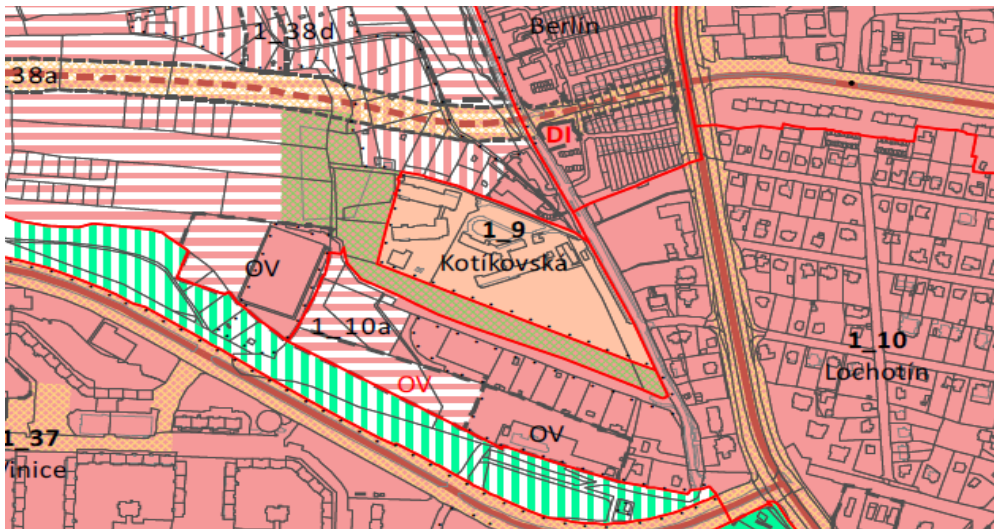 Berlín
1_38d
38a
DI
1_9
Kotíkovská
OV
1_10a
1_10
Lochotín
OV
OV
1_37
Vinice